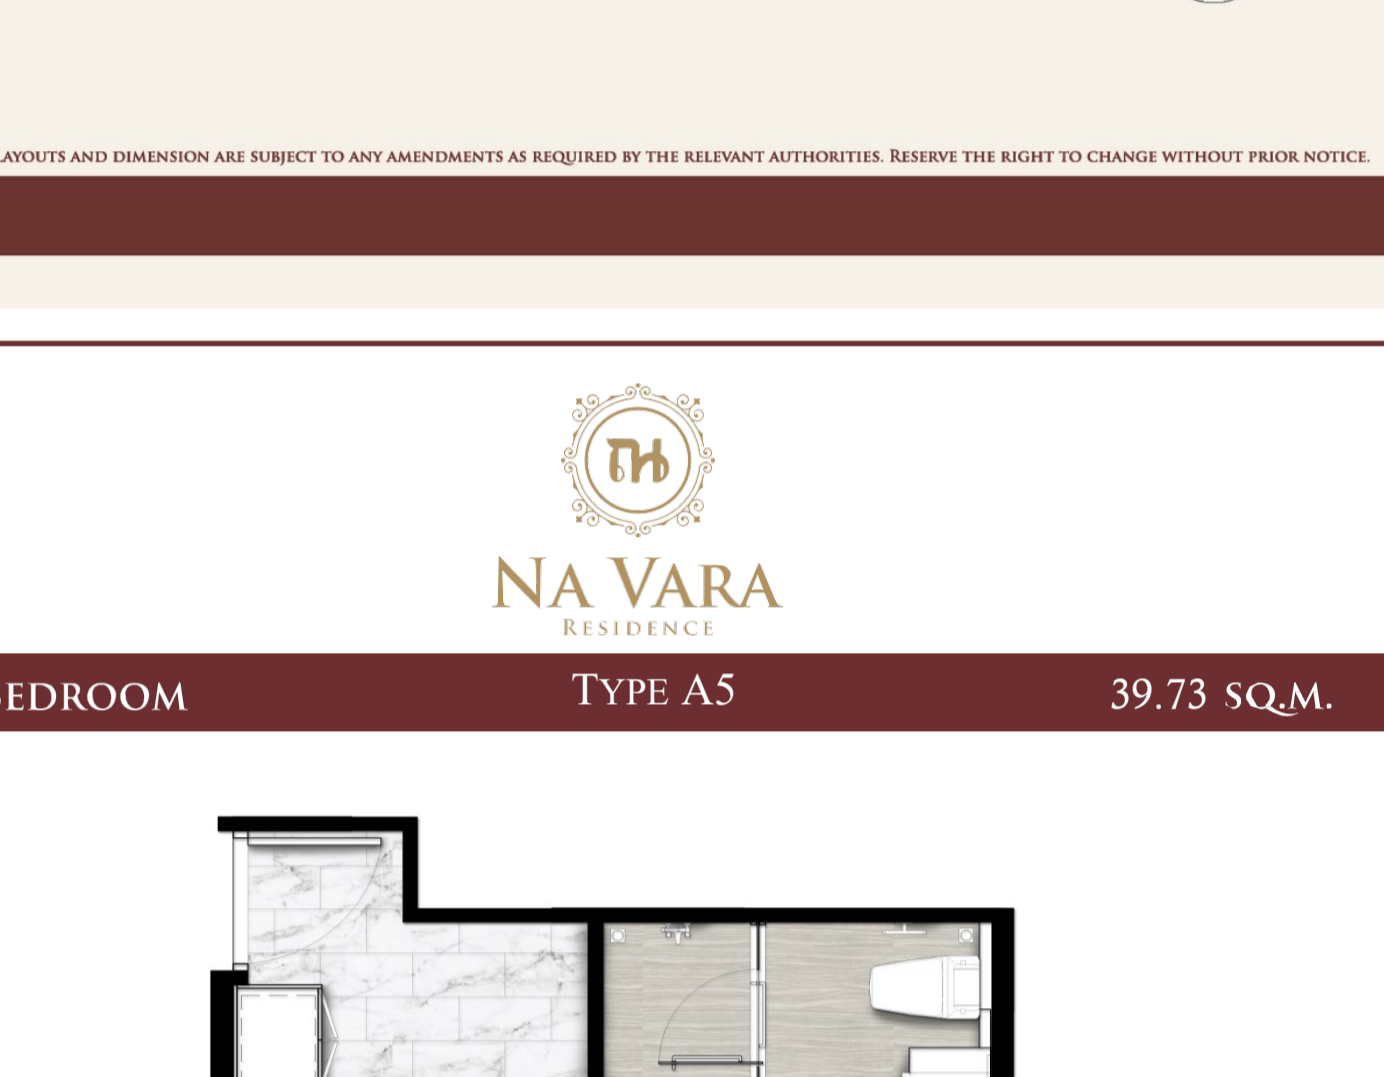 LAYOUTS AND DIMENSION ARE SUBJECT TO ANY AMENDMENTS AS REQUIRED BY THE RELEVANT AUTHORITIES. RESERVE THE RIGHT TO CHANGE WITHOUT PRIOR NOTICE.
NA VARA
RESIDENCE
BEDROOM TYPE A5 39.73 SQ.M.